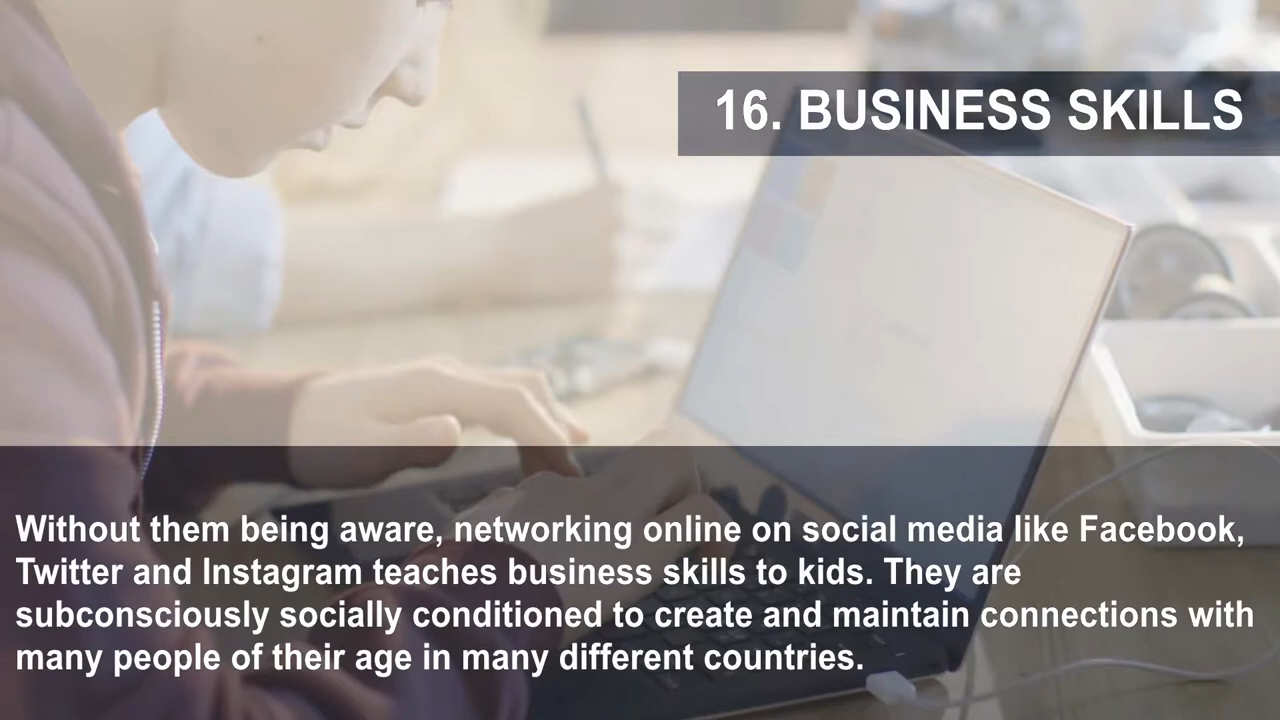 16. BUSINESS SKILLS
Without them being aware, networking online on social media like Facebook,
Twitter and Instagram teaches business skills to kids. They are
subconsciously socially conditioned to create and maintain connections with
many people of their age in many different countries.